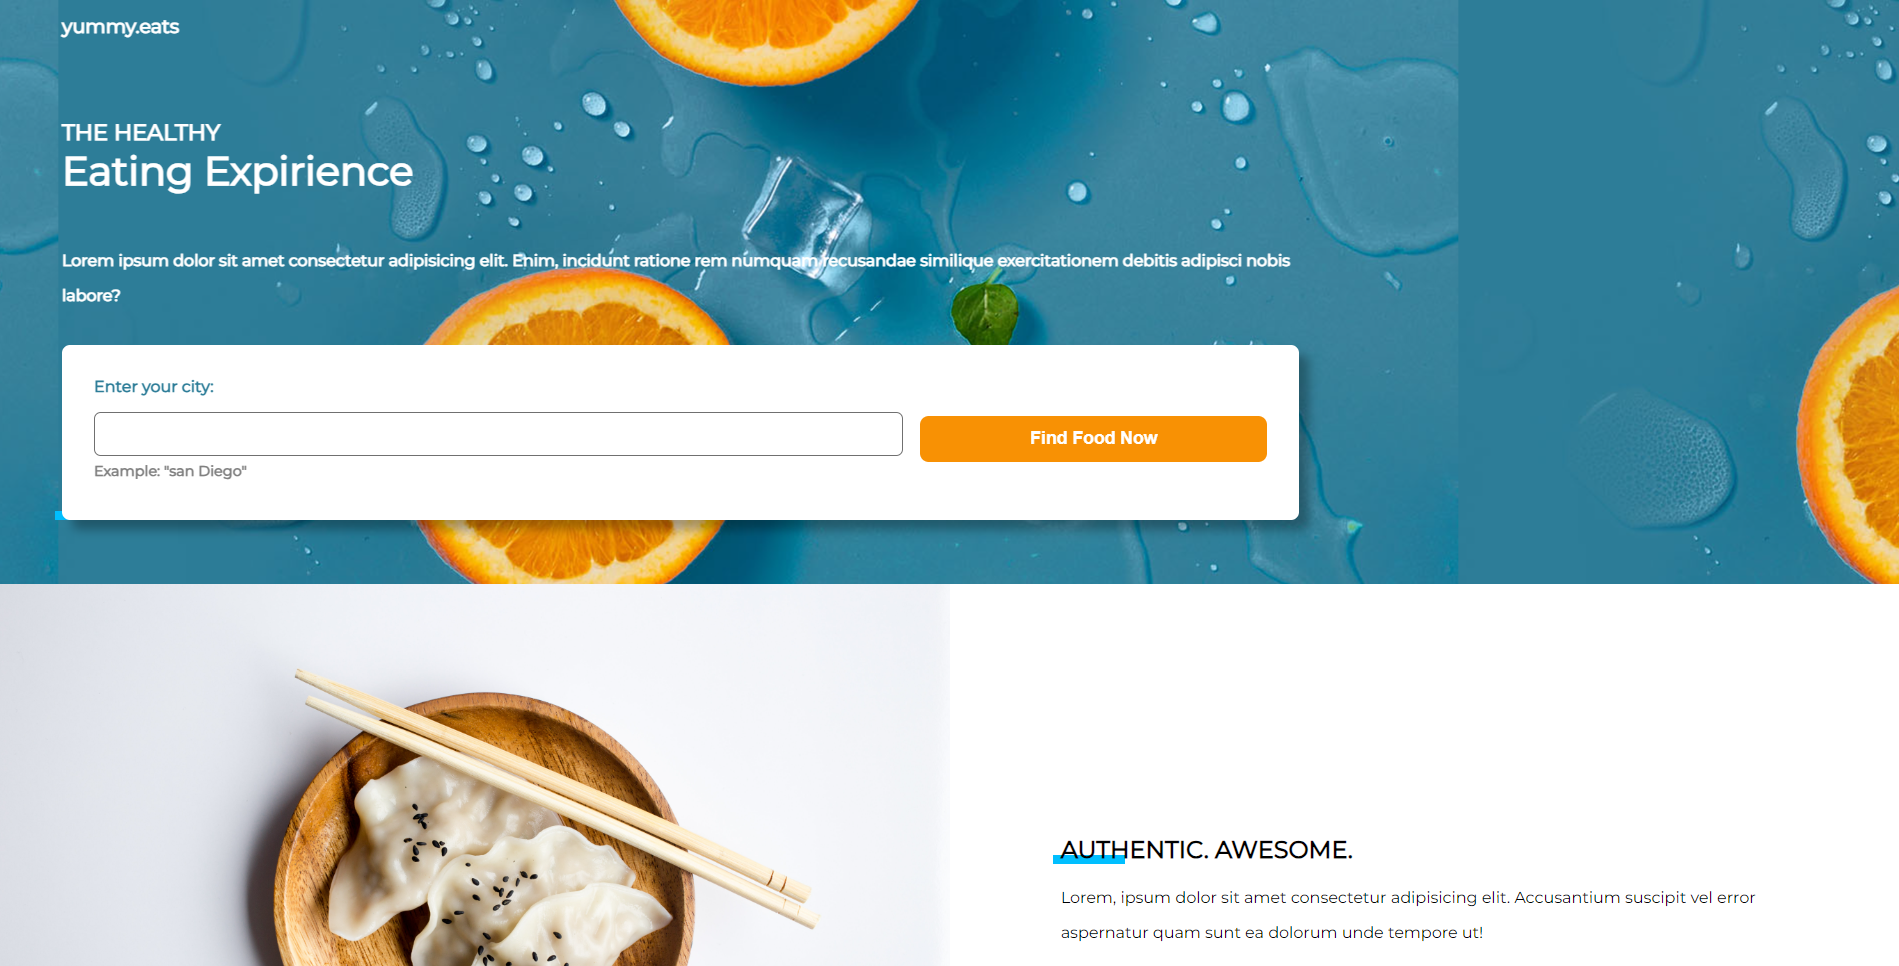 yummy.eats
THE HEALTHY
Eating Expirience
Lorem ipsum dolor sit amet consectetur adipisicing elit. Enim, incidunt ratione rem numquam recusandae similique exercitationem debitis adipisci nobis
labore?
Enter your city:
Find Food Now
Example: "san Diego"
AUTHENTIC. AWESOME.
Lorem, ipsum dolor sit amet consectetur adipisicing elit. Accusantium suscipit vel error
aspernatur quam sunt ea dolorum unde tempore ut!